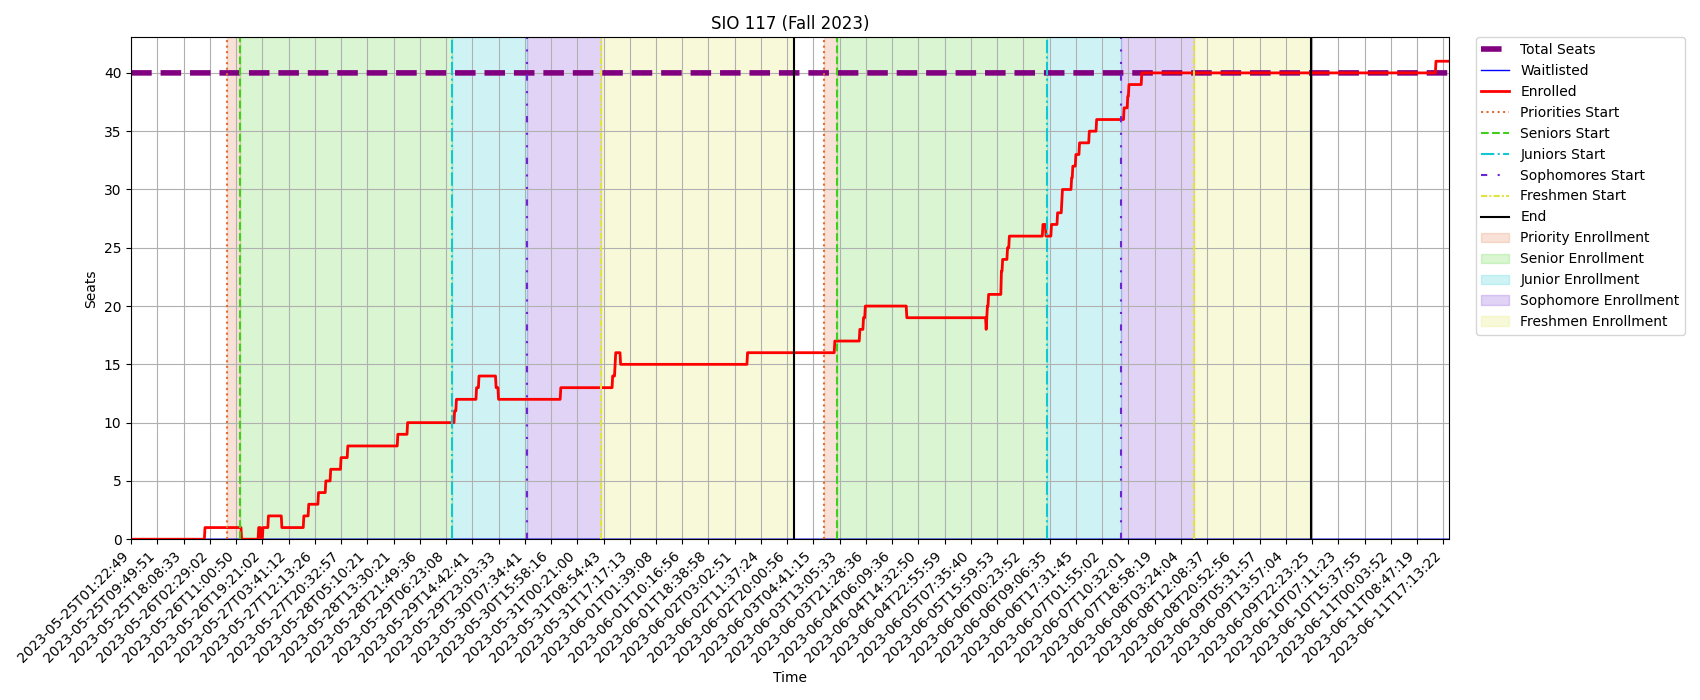 SIO 117 (Fall 2023)
Seats
40
35
30
25
20
15
10
5
0
2023-05-25T01:22:49
2023-05-25T09:49:51
2023-05-25T18:08:33
2023-05-26T02:29:02
2023-05-26T11:00:50
2023-05-26T19:21:02
2023-05-27T03:41:12
2023-05-27T12:13:26
2023-05-27T20:32:57
2023-05-28T05:10:21
2023-05-28T13:30:21
2023-05-28T21:49:36
2023-05-29T06:23:08
2023-05-29T14:42:41
2023-05-29T23:03:33
2023-05-30T07:34:41
2023-05-30T15:58:16
2023-05-31T00:21:00
2023-05-31T08:54:43
2023-05-31T17:17:13
2023-06-01T01:39:08
2023-06-01T10:16:56
2023-06-01T18:38:58
2023-06-02T03:02:51
2023-06-02T11:37:24
2023-06-02T20:00:56
2023-06-03T04:41:15
2023-06-03T13:05:33
2023-06-03T21:28:36
2023-06-04T06:09:36
2023-06-04T14:32:50
2023-06-04T22:55:59
2023-06-05T07:35:40
2023-06-05T15:59:53
2023-06-06T00:23:52
2023-06-06T09:06:35
2023-06-06T17:31:45
2023-06-07T01:55:02
2023-06-07T10:32:01
2023-06-07T18:58:19
2023-06-08T03:24:04
2023-06-08T12:08:37
2023-06-08T20:52:56
2023-06-09T05:31:57
2023-06-09T13:57:04
2023-06-09T22:23:25
2023-06-10T07:11:23
2023-06-10T15:37:55
2023-06-11T00:03:52
2023-06-11T08:47:19
2023-06-11T17:13:22
Time
Total Seats
Waitlisted
Enrolled
Priorities Start
Seniors Start
Juniors Start
Sophomores Start
Freshmen Start
End
Priority Enrollment
Senior Enrollment
Junior Enrollment
Sophomore Enrollment
Freshmen Enrollment